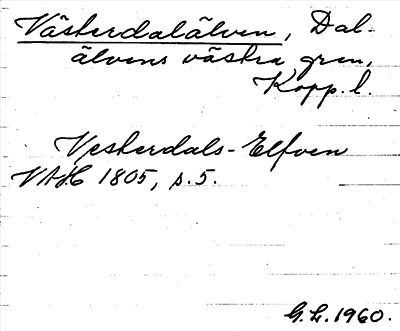 Västerdalälven, Dal-
älvens västra gren,
Kopp. l.
Vesterdals-Elfven
VAH 1805, s. 5.
G.L. 1960.